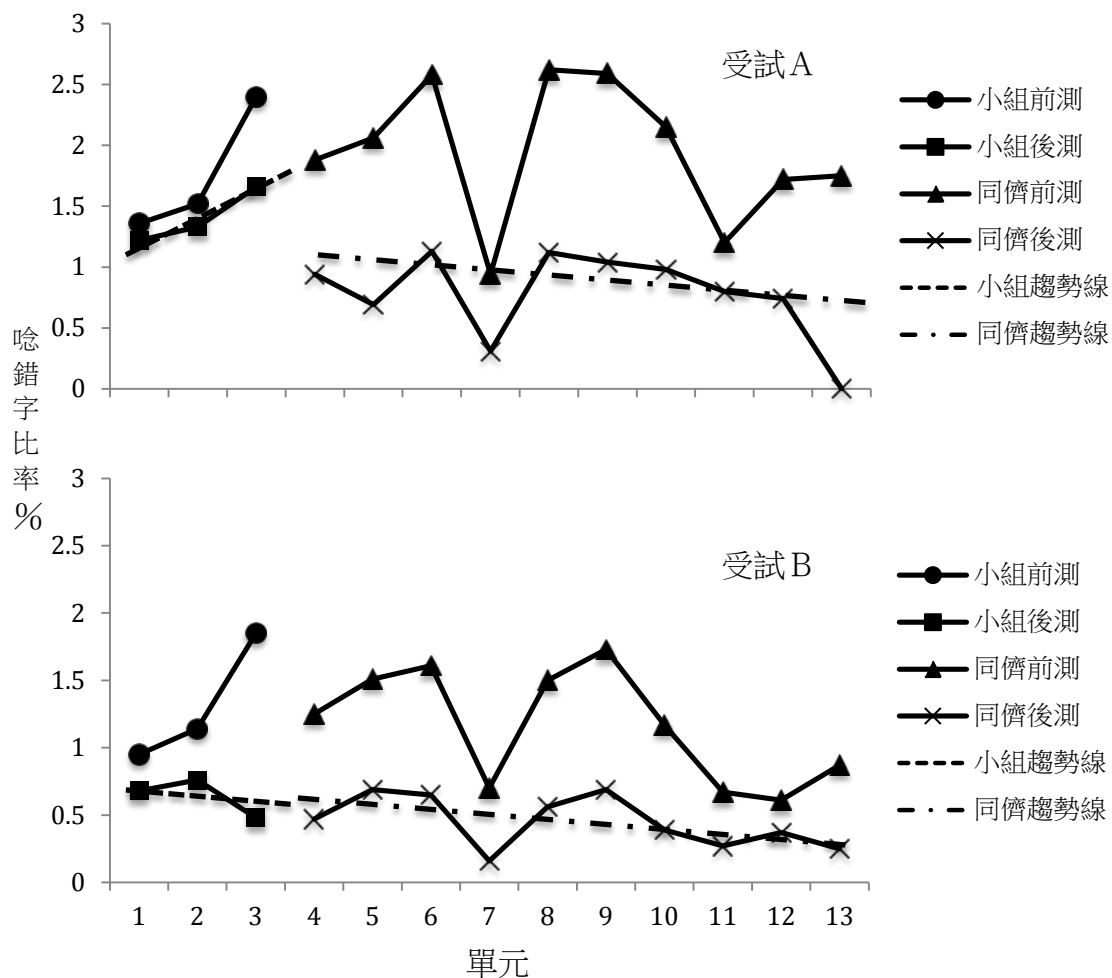 3
2.5
2
1.5
1
0.5
0
受試A
小組前測
小組後測
同儕前測
同儕後測
小組趨勢線
同儕趨勢線
唸錯字比率%
3
2.5
2
1.5
1
0.5
0
受試B
小組前測
小組後測
同儕前測
同儕後測
小組趨勢線
同儕趨勢線
1 2 3 4 5 6 7 8 9 10 11 12 13
單元